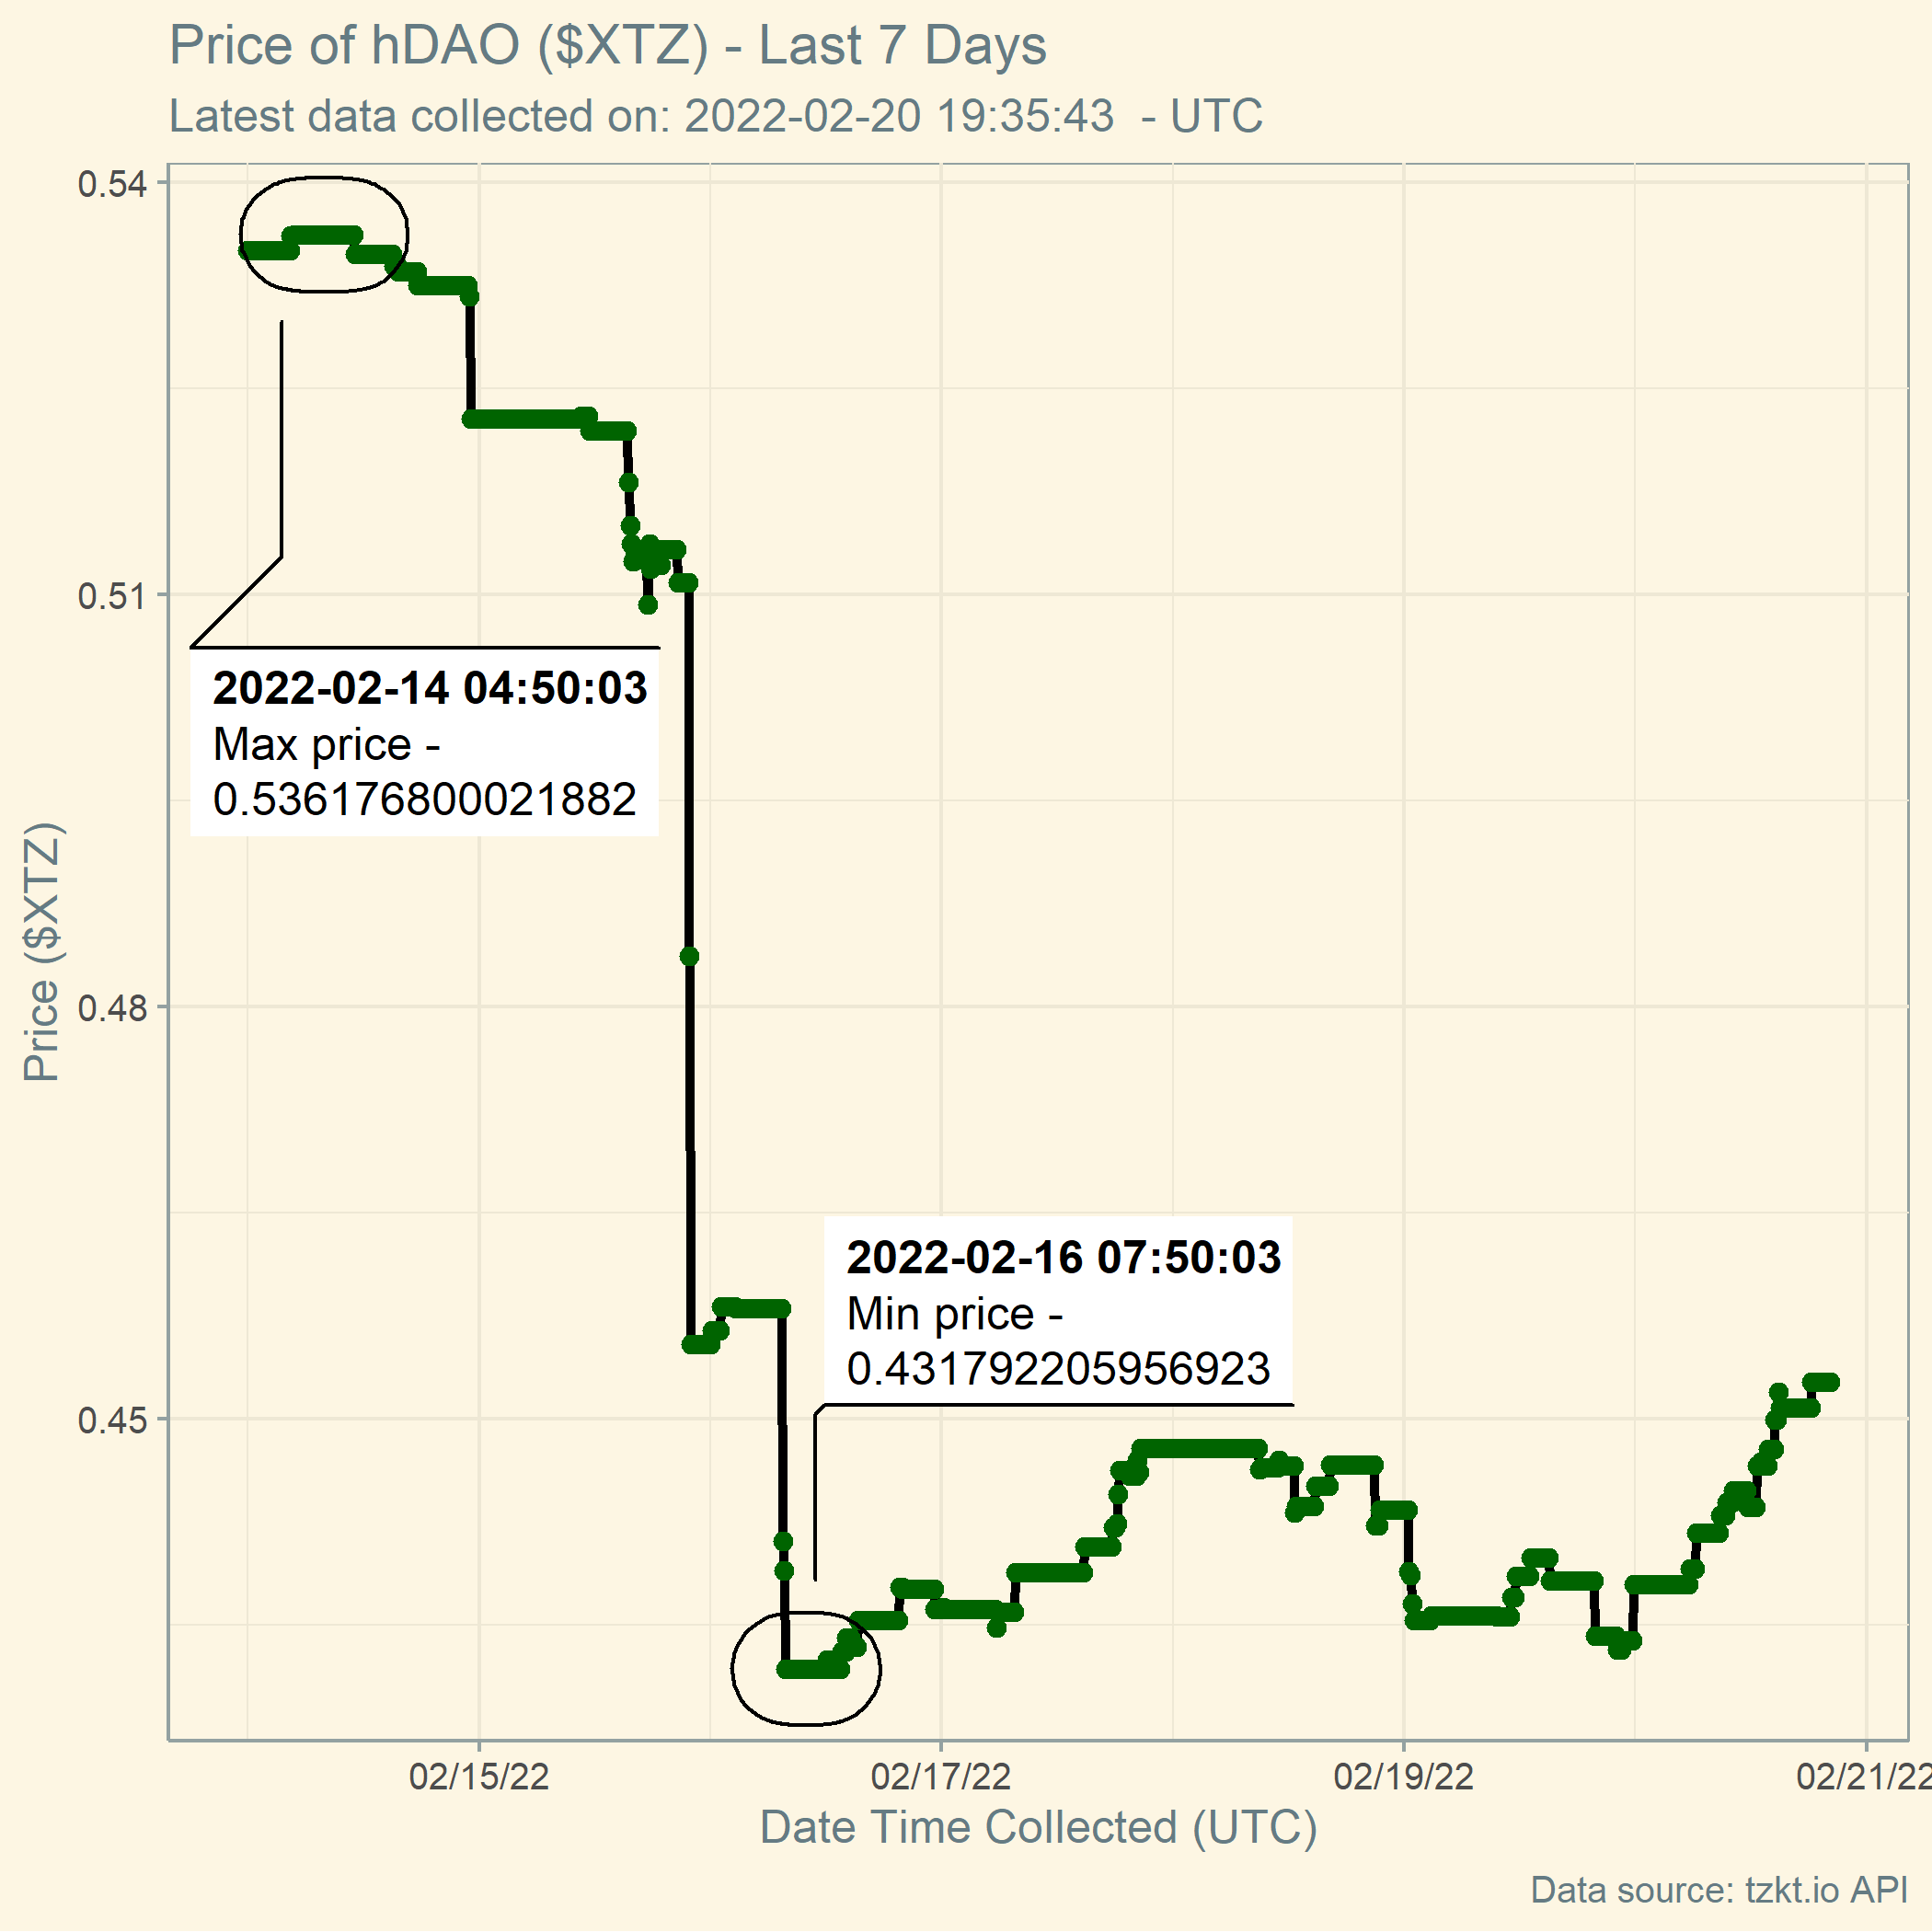 Price of hDAO ($XTZ) - Last 7 Days
Latest data collected on: 2022-02-20 19:35:43  - UTC
0.54
0.51
0.48
0.45
Price ($XTZ)
2022-02-14 04:50:03
Max price -
0.536176800021882
2022-02-16 07:50:03
Min price -
0.431792205956923
02/15/22
02/17/22
02/19/22
02/21/22
Date Time Collected (UTC)
Data source: tzkt.io API